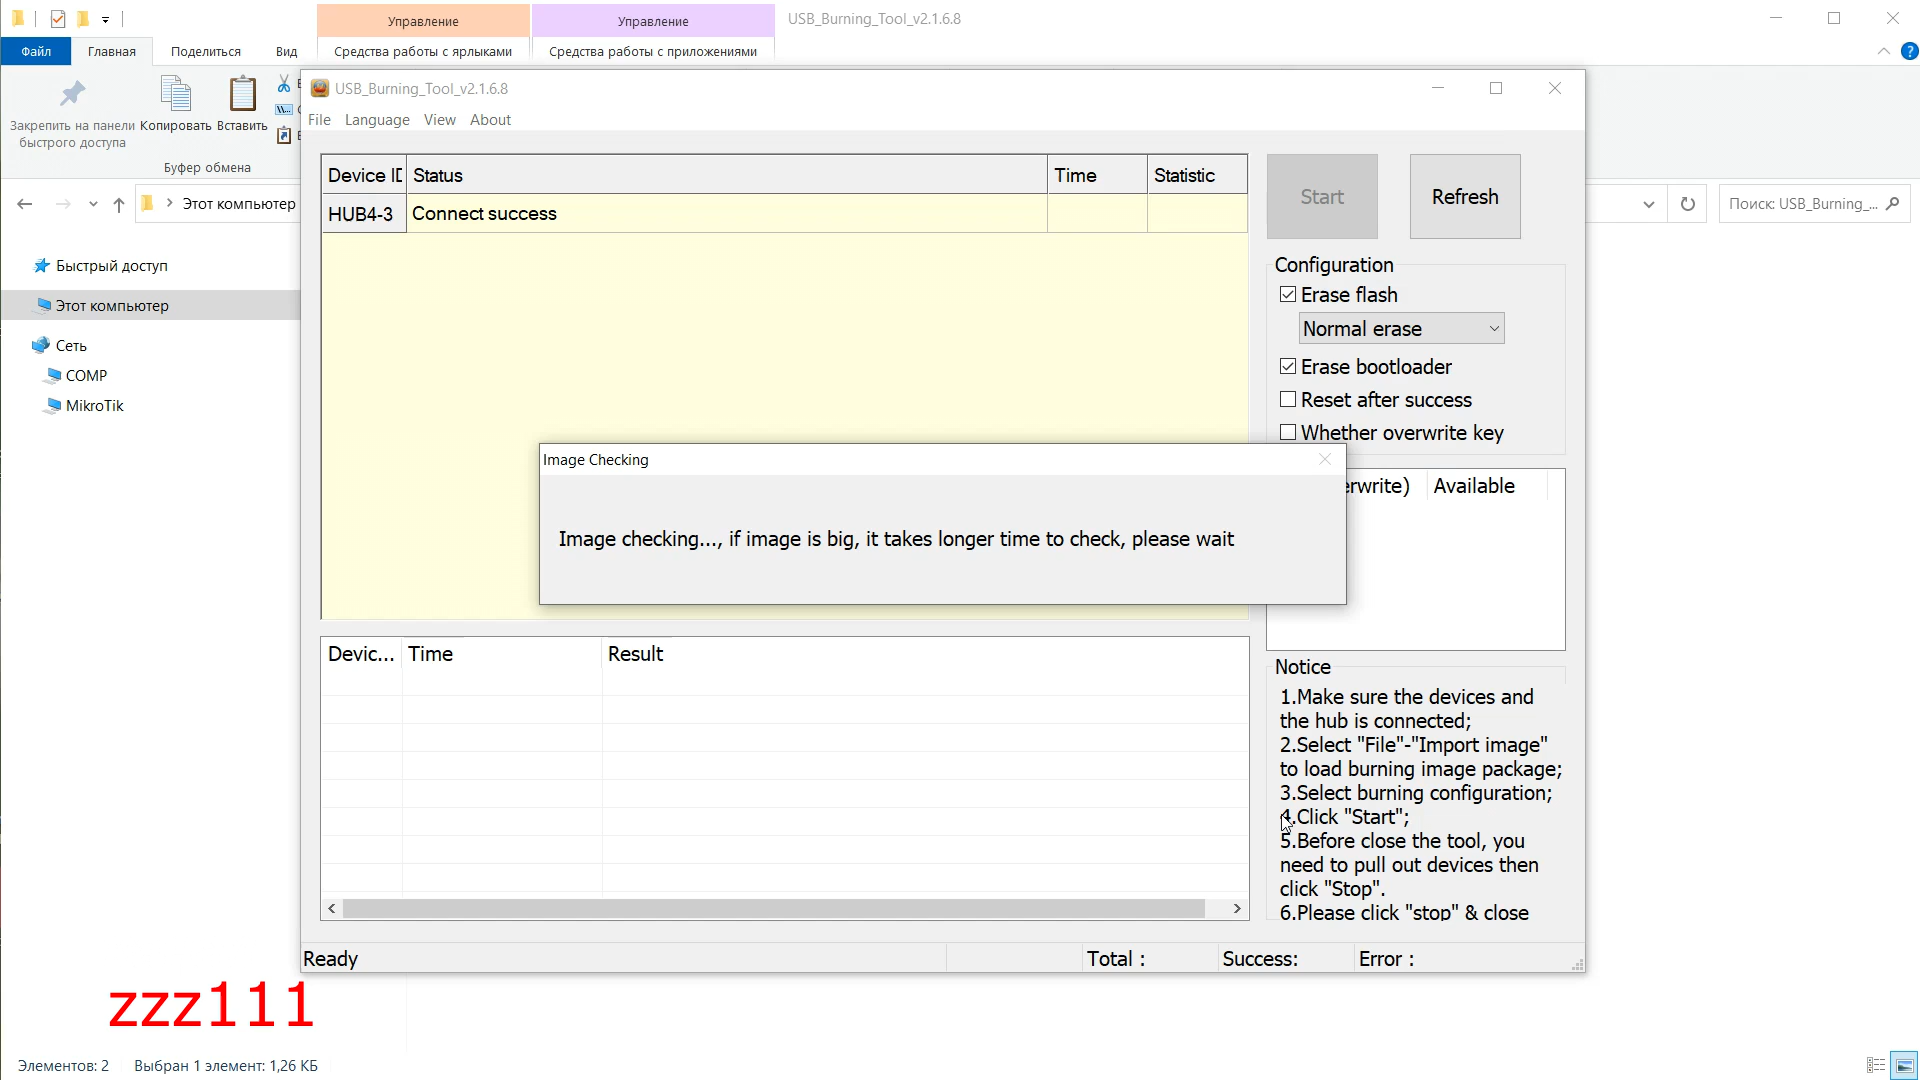 Управление
Управление
USB_Burning_Tool_v2.1.6.8
Файл
Главная
Поделиться
Вид
Средства работы с ярлыками
Средства работы с приложениями
Закрепить на панели
быстрого доступа
Копировать
Вставить
Буфер обмена
Этот компьютер
Поиск: USB_Burning_...
Быстрый доступ
Этот компьютер
Сеть
COMP
MikroTik
USB_Burning_Tool_v2.1.6.8
File Language View About
Device ID Status Time Statistic
HUB4-3 Connect success
Start
Refresh
Configuration
Erase flash
Normal erase
Erase bootloader
Reset after success
Whether overwrite key
erwrite) Available
Image Checking
Image checking..., if image is big, it takes longer time to check, please wait
Devic... Time Result
Notice
1.Make sure the devices and
the hub is connected;
2.Select "File"-"Import image"
to load burning image package;
3.Select burning configuration;
4.Click "Start";
5.Before close the tool, you
need to pull out devices then
click "Stop".
6.Please click "stop" & close
Ready
Total :
Success:
Error :
zzz111
Элементов: 2
Выбран 1 элемент: 1,26 КБ